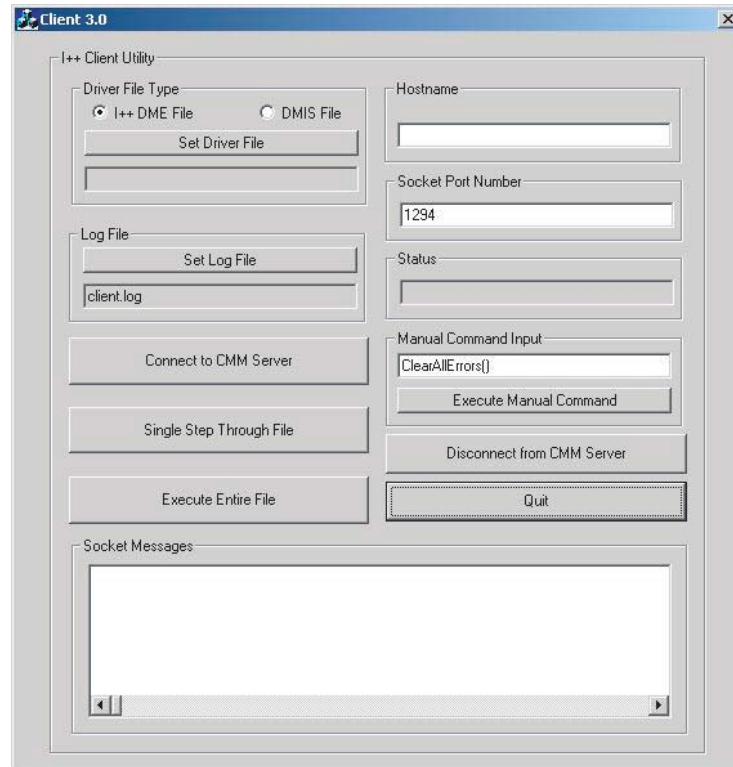 Client 3.0
I++ Client Utility
Driver File Type
I++ DME File
DMIS File
Set Driver File
Log File
Set Log File
client.log
Connect to CMM Server
Single Step Through File
Execute Entire File
Hostname
Socket Port Number
1294
Status
Manual Command Input
ClearAllErrors()
Execute Manual Command
Disconnect from CMM Server
Quit
Socket Messages